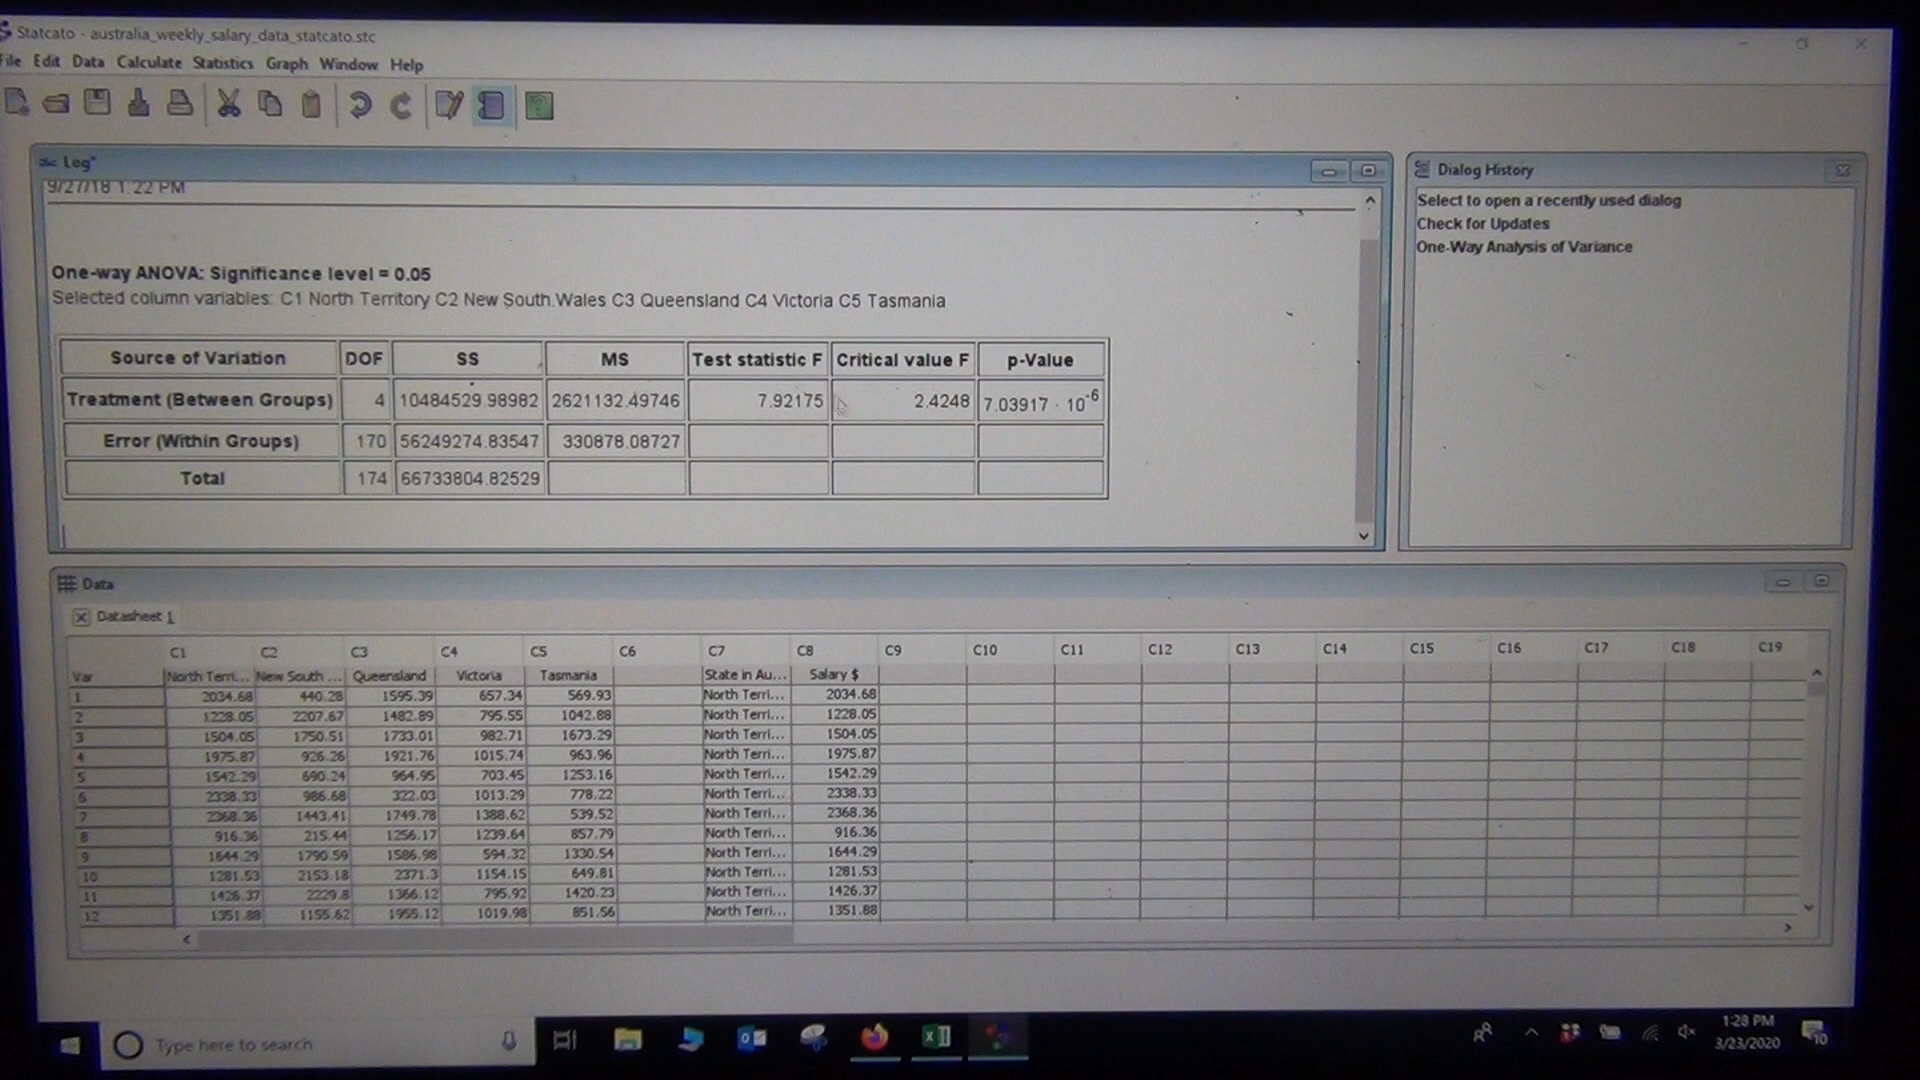 Statcato - australia_weekly_salary_data_statcato.stc
File Edit Data Calculate Statistics Graph Window Help
Log*
9/27/18 1:22 PM
One-way ANOVA: Significance level = 0.05
Selected column variables: C1 North Territory C2 New South Wales C3 Queensland C4 Victoria C5 Tasmania
Source of Variation DOF SS MS Test statistic F Critical value F p-Value
Treatment (Between Groups) 4 10484529.98982 2621132.49746 7.92175 2.4248 7.03917 · 10-6
Error (Within Groups) 170 56249274.83547 330878.08727
Total 174 66733804.82529
Dialog History
Select to open a recently used dialog
Check for Updates
One-Way Analysis of Variance
Data
Datasheet 1
C1 C2 C3 C4 C5 C6 C7 C8 C9 C10 C11 C12 C13 C14 C15 C16 C17 C18 C19
Var North Terri... New South ... Queensland Victoria Tasmania State in Au... Salary $
1 2034.68 440.28 1595.39 657.34 569.93 North Terri... 2034.68
2 1228.05 2207.67 1482.89 795.55 1042.88 North Terri... 1228.05
3 1504.05 1750.51 1733.01 982.71 1673.29 North Terri... 1504.05
4 1975.87 926.26 1921.76 1015.74 963.96 North Terri... 1975.87
5 1542.29 690.24 964.95 703.45 1253.16 North Terri... 1542.29
6 2338.33 986.68 322.03 1013.29 778.22 North Terri... 2338.33
7 2368.36 1443.41 1749.78 1388.62 539.52 North Terri... 2368.36
8 916.36 215.44 1256.17 1239.64 857.79 North Terri... 916.36
9 1644.29 1790.59 1586.98 594.32 1330.54 North Terri... 1644.29
10 1281.53 2153.18 2371.3 1154.15 649.81 North Terri... 1281.53
11 1426.37 2229.8 1366.12 795.92 1420.23 North Terri... 1426.37
12 1351.88 1155.62 1955.12 1019.98 851.56 North Terri... 1351.88
Type here to search
1:28 PM
3/23/2020
10